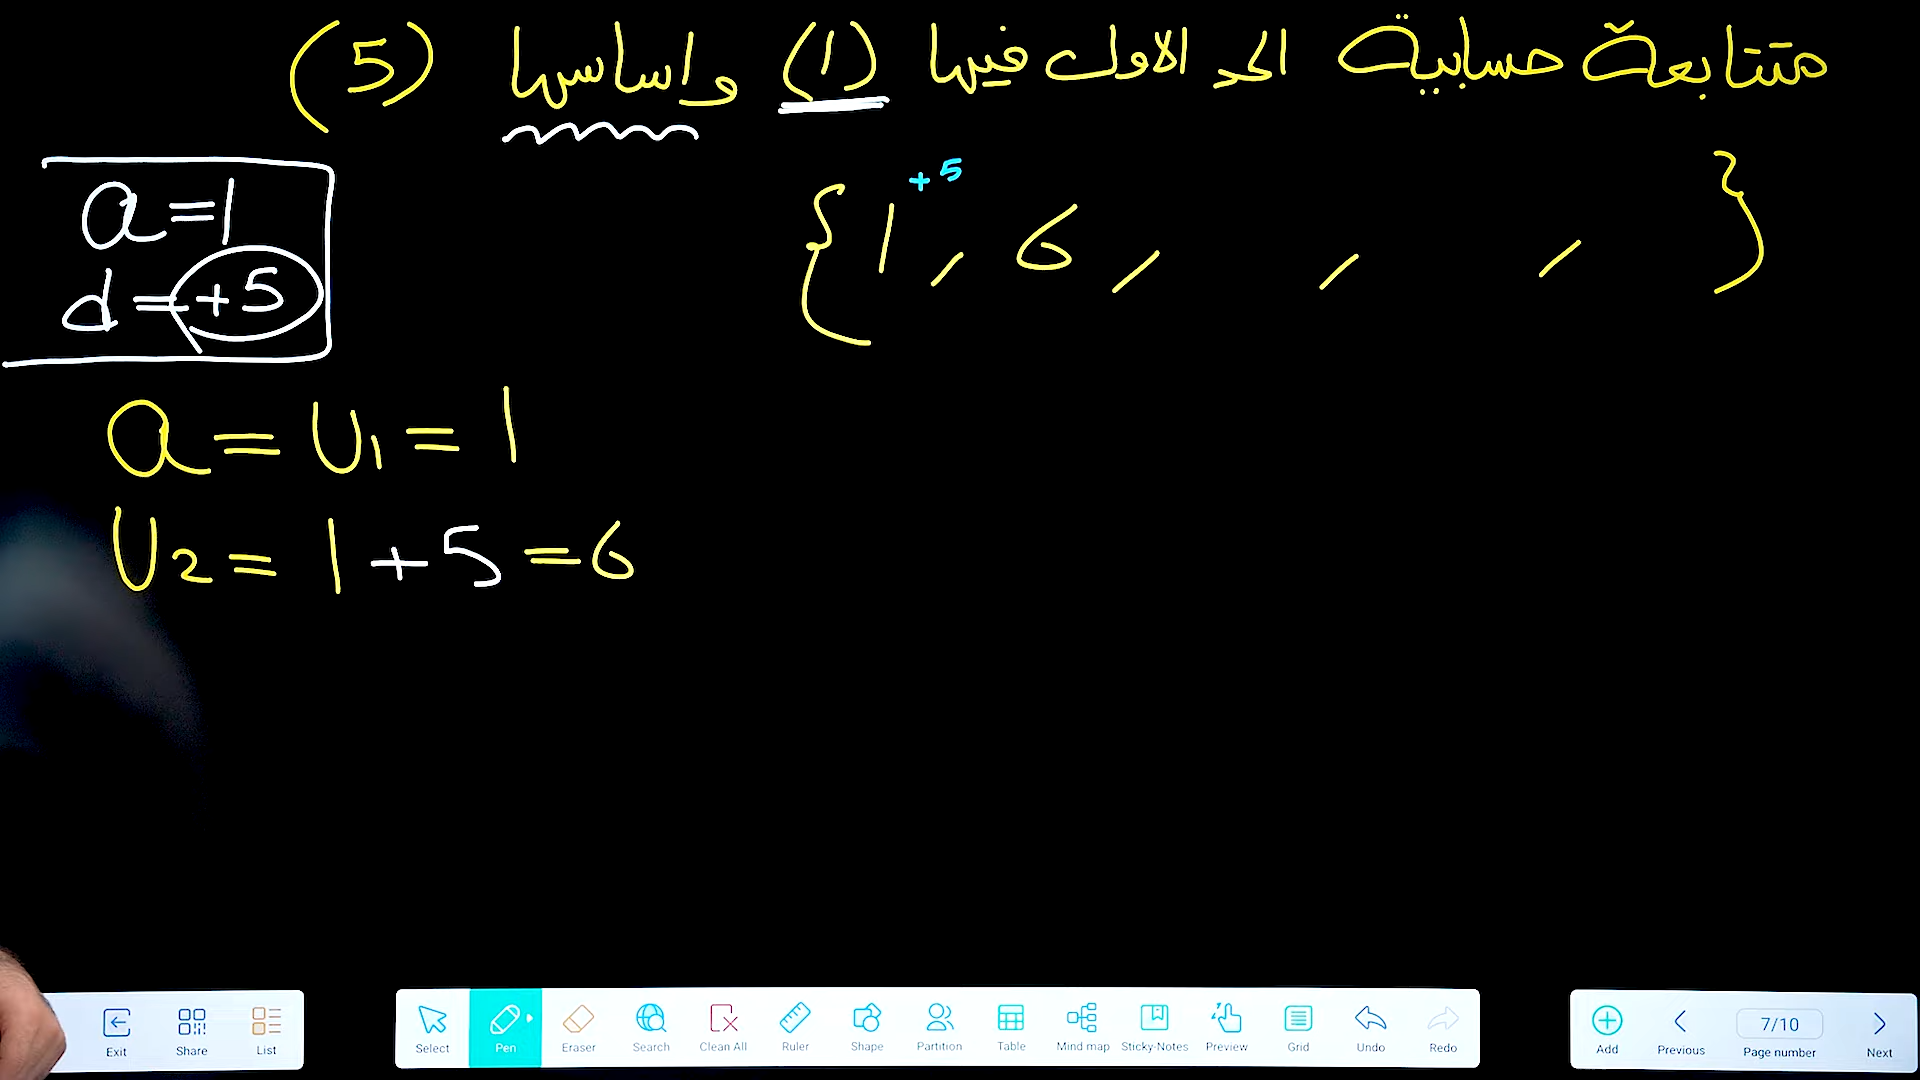 متتابعة حسابية الحد الاول فيها (1) واساسها (5)
a=1
d=+5
+5
{1, 6, , , }
a = U1 = 1
U2 = 1+5=6
Exit Share List
Select Pen Eraser Search Clean All Ruler Shape Partition Table Mind map Sticky-Notes Preview Grid Undo Redo
Add Previous 7/10 Page number Next